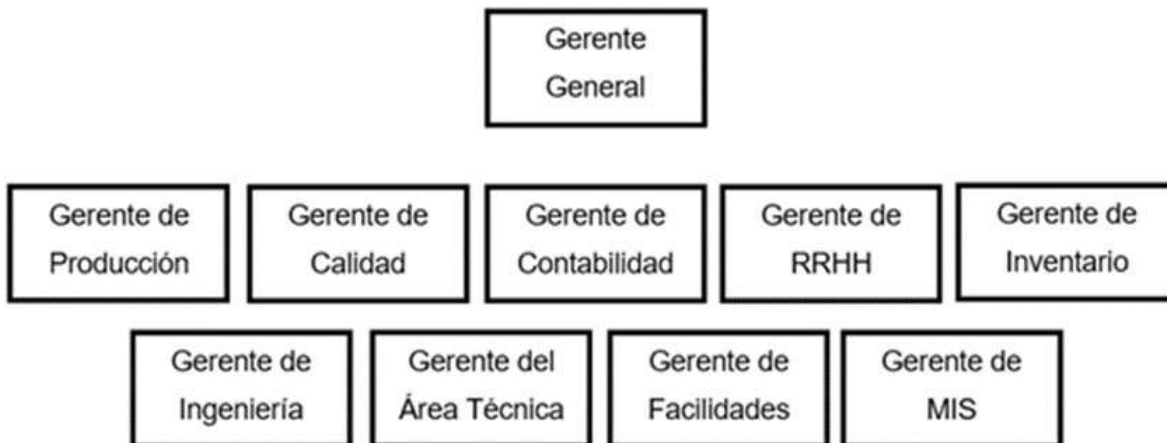 Gerente
General
Gerente de
Producción
Gerente de
Calidad
Gerente de
Contabilidad
Gerente de
RRHH
Gerente de
Inventario
Gerente de
Ingeniería
Gerente del
Área Técnica
Gerente de
Facilidades
Gerente de
MIS